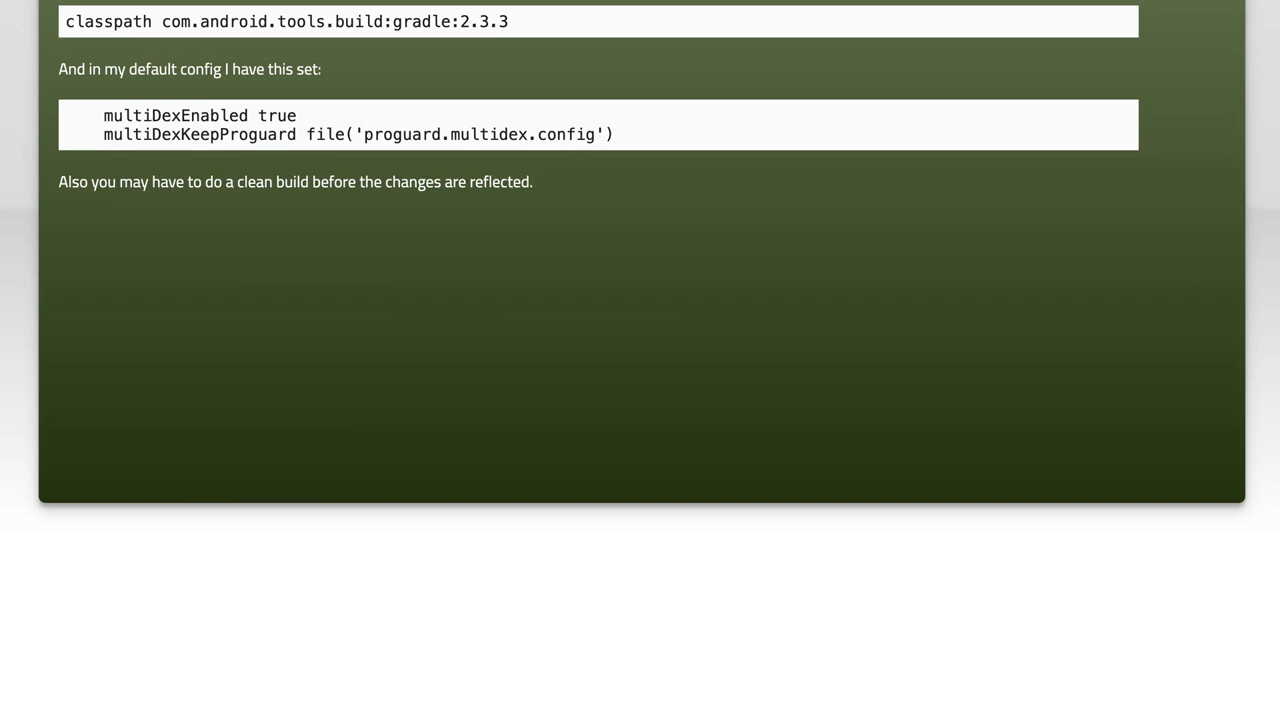 classpath com.android.tools.build:gradle:2.3.3
And in my default config I have this set:
multiDexEnabled true
multiDexKeepProguard file('proguard.multidex.config')
Also you may have to do a clean build before the changes are reflected.